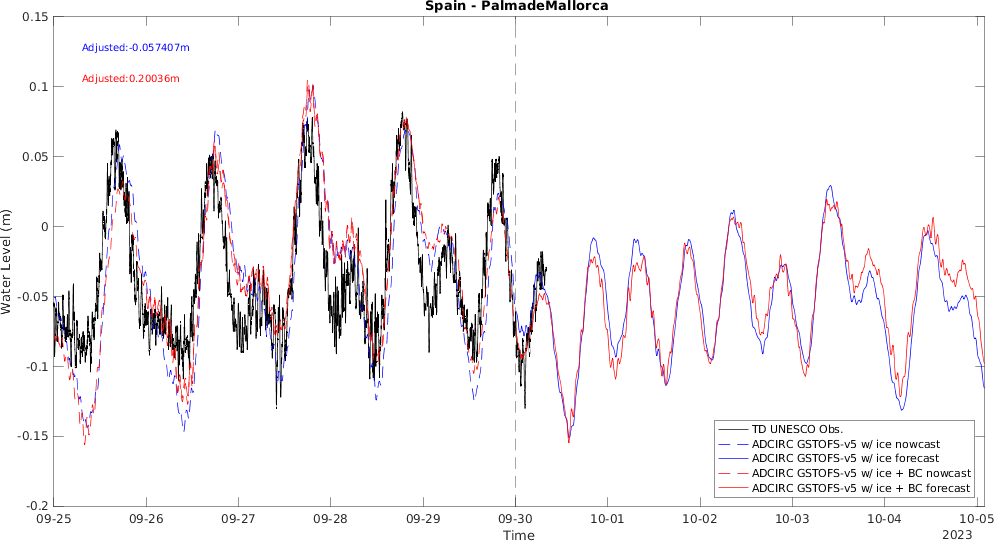 Spain - PalmadeMallorca
0.15
0.1
0.05
0
-0.05
-0.1
-0.15
-0.2
Water Level (m)
Adjusted:-0.057407m
Adjusted:0.20036m
TD UNESCO Obs.
ADCIRC GSTOFS-v5 w/ ice nowcast
ADCIRC GSTOFS-v5 w/ ice forecast
ADCIRC GSTOFS-v5 w/ ice + BC nowcast
ADCIRC GSTOFS-v5 w/ ice + BC forecast
09-25 09-26 09-27 09-28 09-29 09-30 10-01 10-02 10-03 10-04 10-05
Time
2023